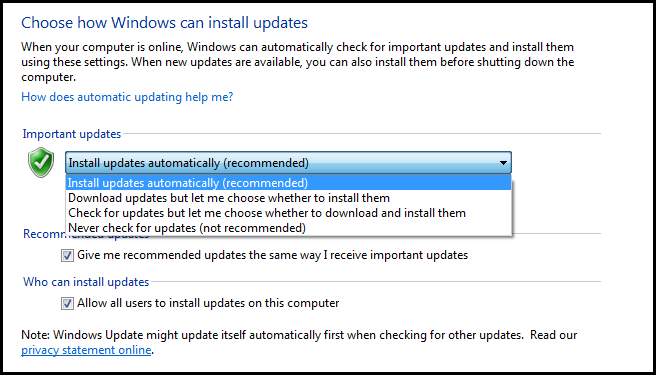 Choose how Windows can install updates
When your computer is online, Windows can automatically check for important updates and install them
using these settings. When new updates are available, you can also install them before shutting down the
computer.
How does automatic updating help me?
Important updates
Install updates automatically (recommended)
Install updates automatically (recommended)
Download updates but let me choose whether to install them
Check for updates but let me choose whether to download and install them
Never check for updates (not recommended)
Recommended updates
Give me recommended updates the same way I receive important updates
Who can install updates
Allow all users to install updates on this computer
Note: Windows Update might update itself automatically first when checking for other updates. Read our
privacy statement online.